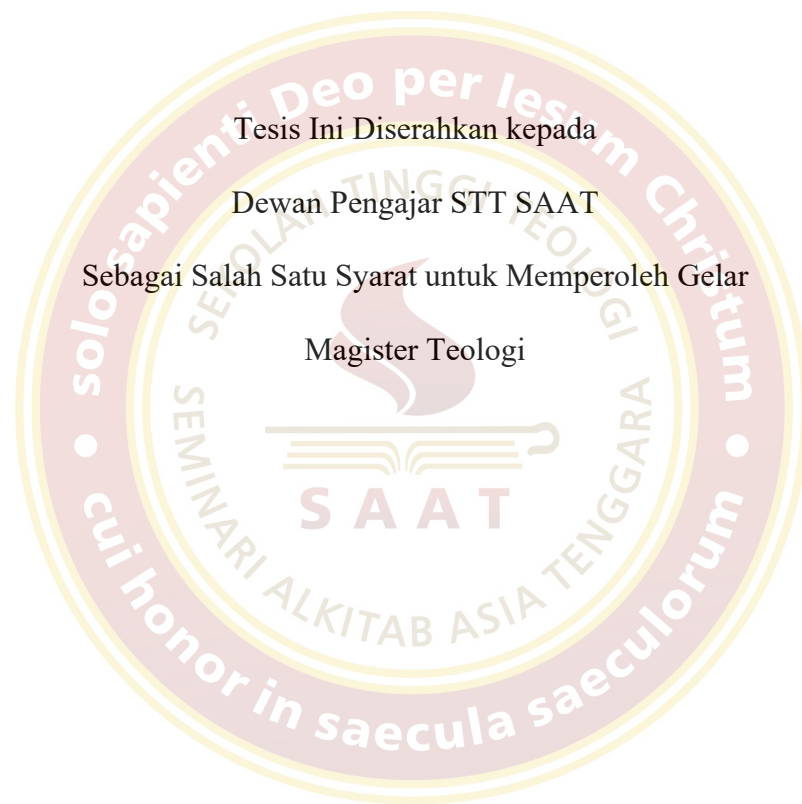 Tesis Ini Diserahkan kepada
Dewan Pengajar STT SAAT
Sebagai Salah Satu Syarat untuk Memperoleh Gelar
Magister Teologi
solo sapienti Deo per Iesum Christum
SEKOLAH TINGGI TEOLOGI
SAAT
SEMINARI ALKITAB ASIA TENGGARA
cui honor in saecula saeculorum